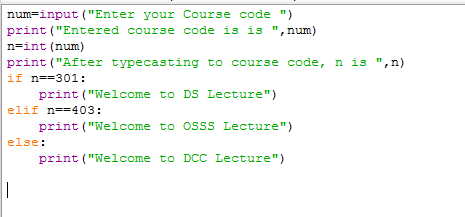 num=input("Enter your Course code ")
print("Entered course code is is ",num)
n=int(num)
print("After typecasting to course code, n is ",n)
if n==301:
    print("Welcome to DS Lecture")
elif n==403:
    print("Welcome to OSSS Lecture")
else:
    print("Welcome to DCC Lecture")